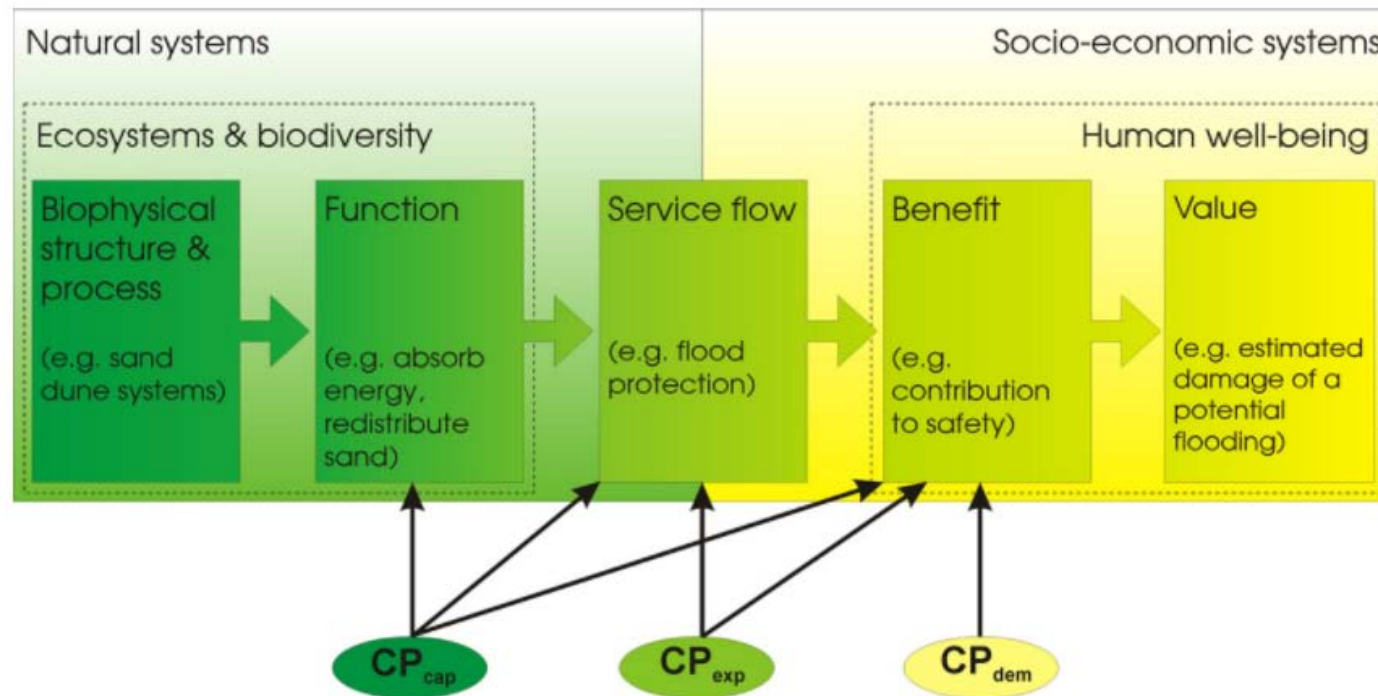 Natural systems
Socio-economic systems
Ecosystems & biodiversity
Human well-being
Biophysical
structure &
process
(e.g. sand
dune systems)
Function
(e.g. absorb
energy,
redistribute
sand)
Service flow
(e.g. flood
protection)
Benefit
(e.g.
contribution
to safety)
Value
(e.g. estimated
damage of a
potential
flooding)
CPcap
CPexp
CPdem